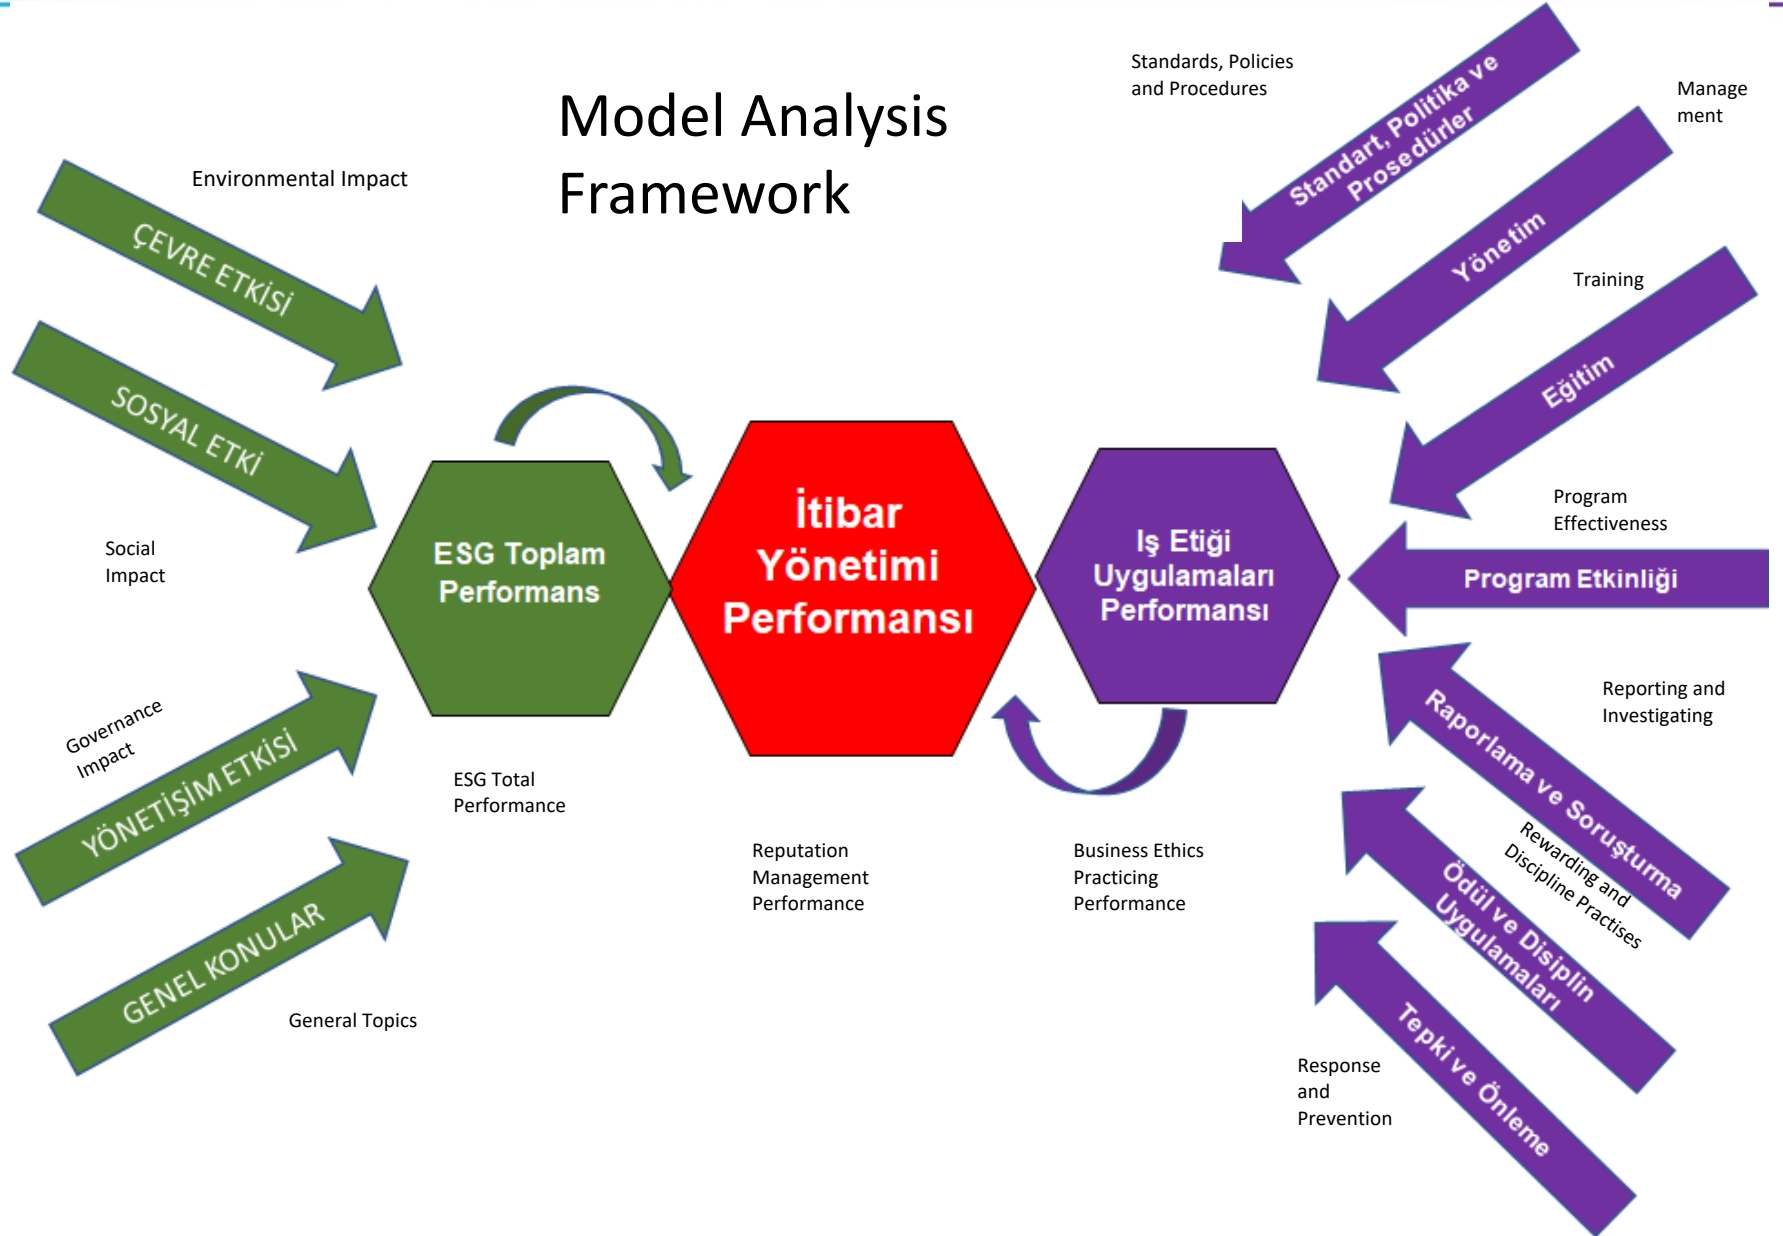 Model Analysis
Framework
Environmental Impact
ÇEVRE ETKİSİ
SOSYAL ETKİ
Social
Impact
Governance
Impact
YÖNETİŞİM ETKİSİ
GENEL KONULAR
General Topics
ESG Toplam
Performans
ESG Total
Performance
İtibar
Yönetimi
Performansı
Reputation
Management
Performance
Iş Etiği
Uygulamaları
Performansı
Business Ethics
Practicing
Performance
Standards, Policies
and Procedures
Standart, Politika ve
Prosedürler
Manage
ment
Yönetim
Training
Eğitim
Program
Effectiveness
Program Etkinliği
Reporting and
Investigating
Raporlama ve Soruşturma
Rewarding and
Discipline Practises
Ödül ve Disiplin
Uygulamaları
Response
and
Prevention
Tepki ve Önleme